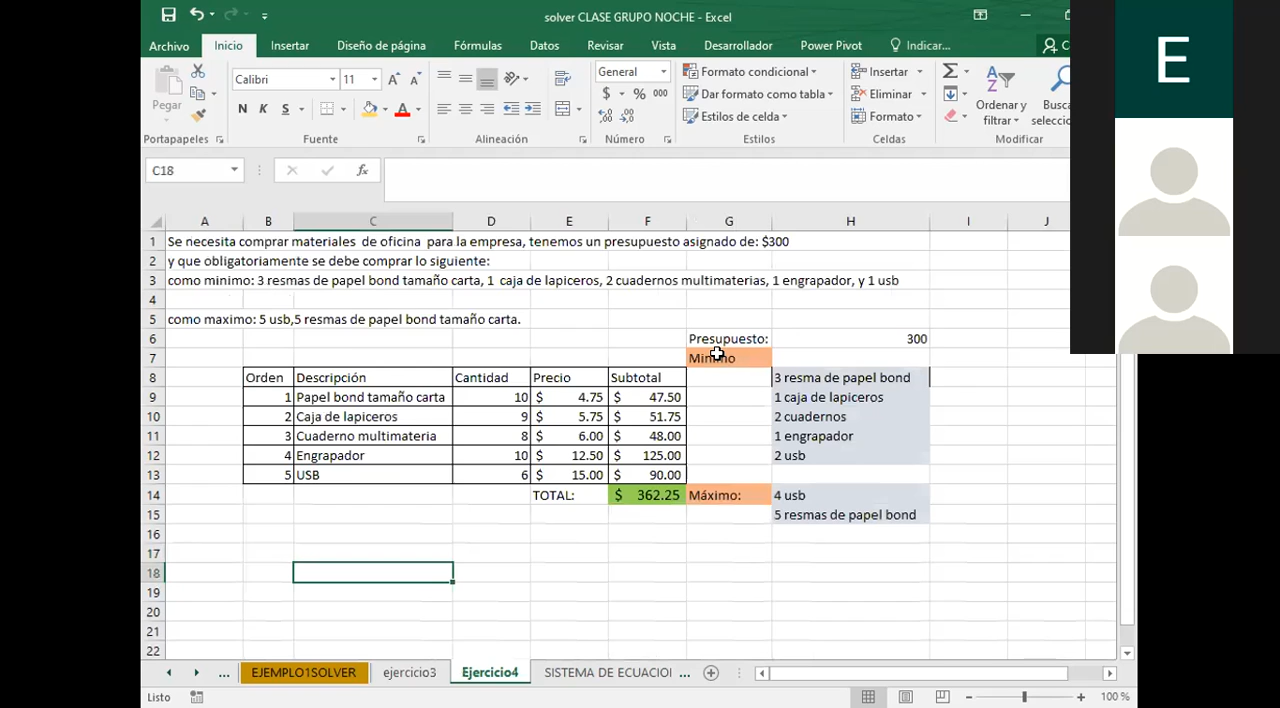 solver CLASE GRUPO NOCHE - Excel
E
Archivo Inicio Insertar Diseño de página Fórmulas Datos Revisar Vista Desarrollador Power Pivot Indicar...
Calibri 11 General Formato condicional Insertar
Pegar N K S $ % 000 Dar formato como tabla Eliminar Ordenar y filtrar
Estilos de celda Formato
Portapapeles Fuente Alineación Número Estilos Celdas Modificar
C18 fx
A B C D E F G H I J
1 Se necesita comprar materiales de oficina para la empresa, tenemos un presupuesto asignado de: $300
2 y que obligatoriamente se debe comprar lo siguiente:
3 como minimo: 3 resmas de papel bond tamaño carta, 1 caja de lapiceros, 2 cuadernos multimaterias, 1 engrapador, y 1 usb
4
5 como maximo: 5 usb,5 resmas de papel bond tamaño carta.
6 Presupuesto: 300
7 Minimo
8 Orden Descripción Cantidad Precio Subtotal 3 resma de papel bond
9 1 Papel bond tamaño carta 10 $ 4.75 $ 47.50 1 caja de lapiceros
10 2 Caja de lapiceros 9 $ 5.75 $ 51.75 2 cuadernos
11 3 Cuaderno multimateria 8 $ 6.00 $ 48.00 1 engrapador
12 4 Engrapador 10 $ 12.50 $ 125.00 2 usb
13 5 USB 6 $ 15.00 $ 90.00
14 TOTAL: $ 362.25 Máximo: 4 usb
15 5 resmas de papel bond
16
17
18
19
20
21
22
... EJEMPLO1SOLVER ejercicio3 Ejercicio4 SISTEMA DE ECUACIO ...
Listo 100 %